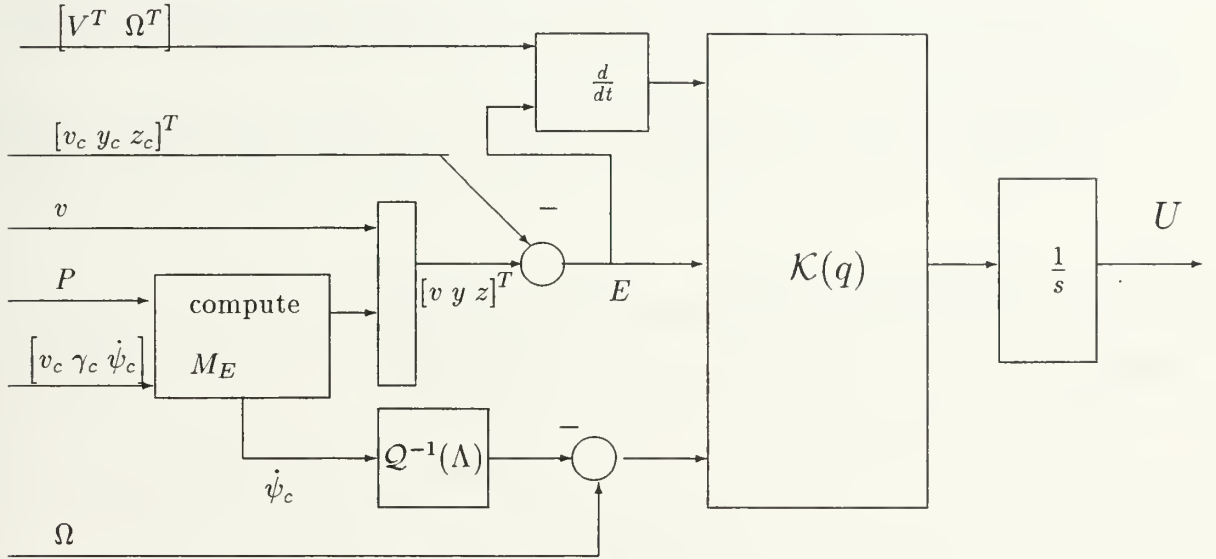 [V^T Ω^T]
d/dt
[v_c y_c z_c]^T
−
v
U
P
compute
M_E
[v y z]^T
E
K(q)
1/s
[v_c γ_c ψ̇_c]
−
Q^{-1}(Λ)
ψ̇_c
Ω